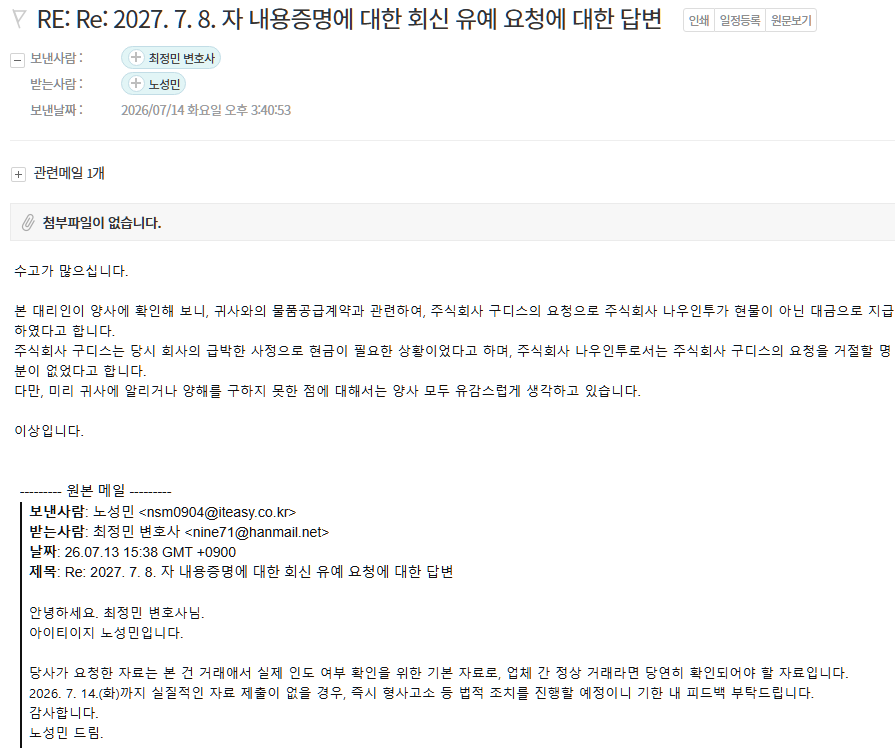 RE: Re: 2027. 7. 8. 자 내용증명에 대한 회신 유예 요청에 대한 답변
인쇄 일정등록 원문보기
보낸사람 : 최정민 변호사
받는사람 : 노성민
보낸날짜 : 2026/07/14 화요일 오후 3:40:53
관련메일 1개
첨부파일이 없습니다.
수고가 많으십니다.
본 대리인이 양사에 확인해 보니, 귀사와의 물품공급계약과 관련하여, 주식회사 구디스의 요청으로 주식회사 나우인투가 현물이 아닌 대금으로 지급
하였다고 합니다.
주식회사 구디스는 당시 회사의 급박한 사정으로 현금이 필요한 상황이었다고 하며, 주식회사 나우인투로서는 주식회사 구디스의 요청을 거절할 명
분이 없었다고 합니다.
다만, 미리 귀사에 알리거나 양해를 구하지 못한 점에 대해서는 양사 모두 유감스럽게 생각하고 있습니다.
이상입니다.
--------- 원본 메일 ---------
보낸사람: 노성민 <nsm0904@iteasy.co.kr>
받는사람: 최정민 변호사 <nine71@hanmail.net>
날짜: 26.07.13 15:38 GMT +0900
제목: Re: 2027. 7. 8. 자 내용증명에 대한 회신 유예 요청에 대한 답변
안녕하세요. 최정민 변호사님.
아이티이지 노성민입니다.
당사가 요청한 자료는 본 건 거래애서 실제 인도 여부 확인을 위한 기본 자료로, 업체 간 정상 거래라면 당연히 확인되어야 할 자료입니다.
2026. 7. 14.(화)까지 실질적인 자료 제출이 없을 경우, 즉시 형사고소 등 법적 조치를 진행할 예정이니 기한 내 피드백 부탁드립니다.
감사합니다.
노성민 드림.